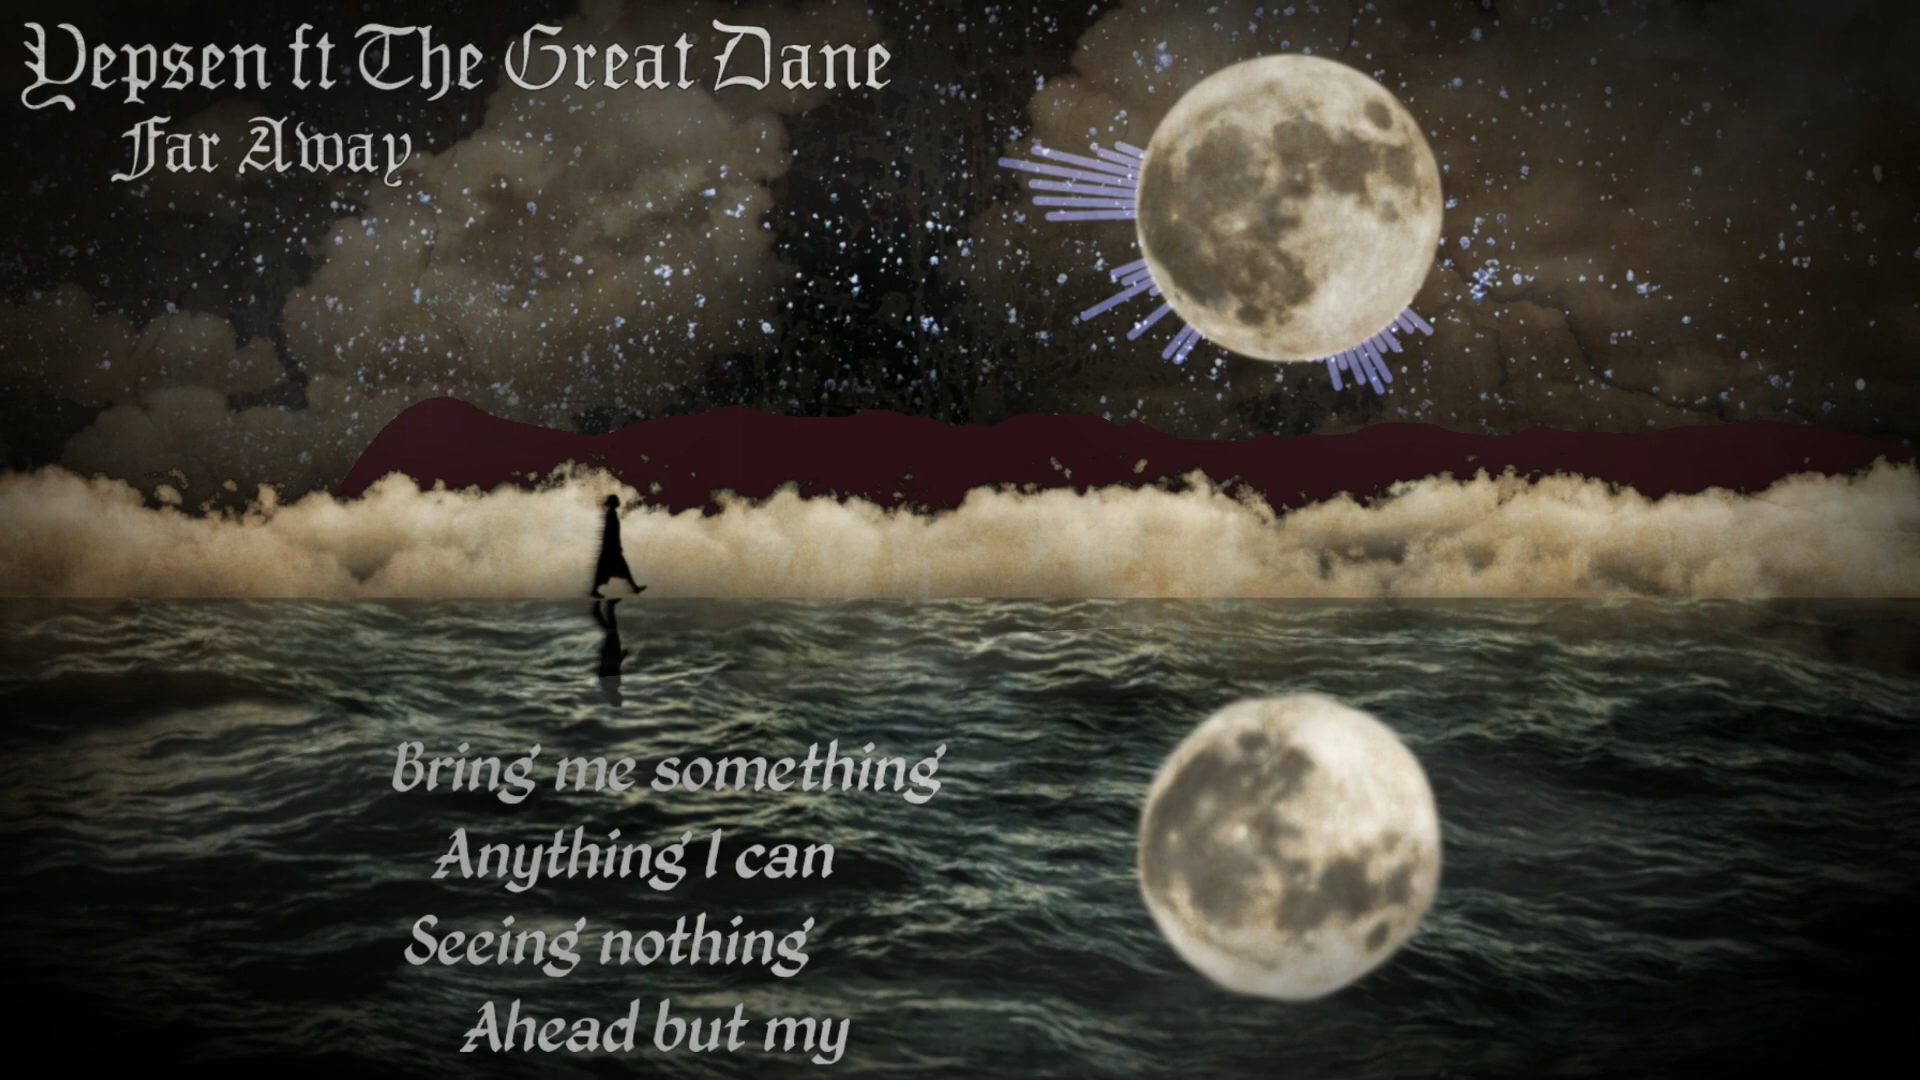 Yepsen ft The Great Dane
Far Away
Bring me something
Anything I can
Seeing nothing
Ahead but my